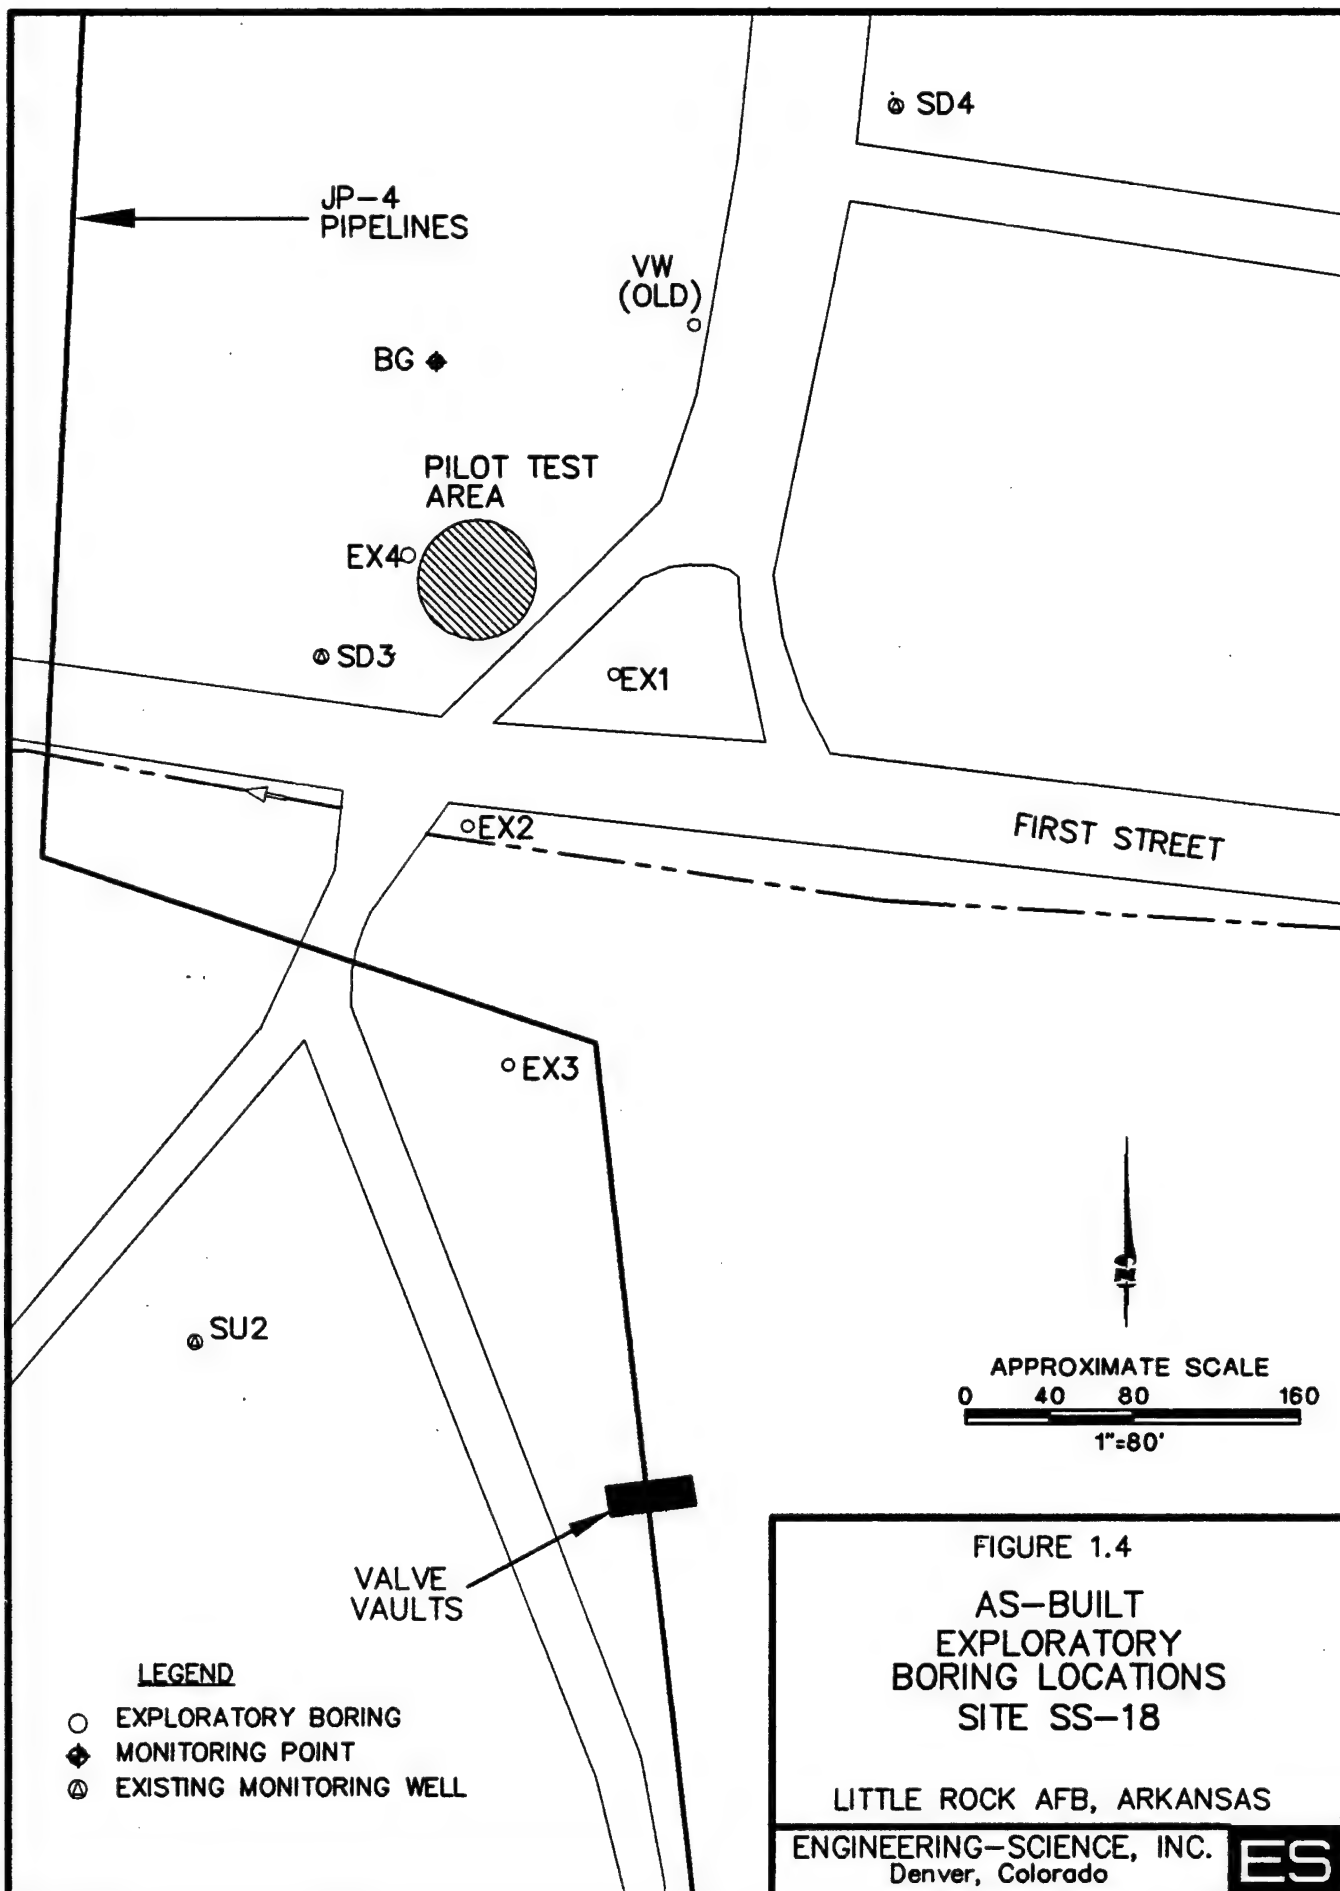 SD4
JP-4
PIPELINES
VW
(OLD)
BG
PILOT TEST
AREA
EX4
SD3
EX1
EX2
FIRST STREET
EX3
SU2
N
APPROXIMATE SCALE
0 40 80 160
1"=80'
VALVE
VAULTS
LEGEND
EXPLORATORY BORING
MONITORING POINT
EXISTING MONITORING WELL
FIGURE 1.4
AS-BUILT
EXPLORATORY
BORING LOCATIONS
SITE SS-18
LITTLE ROCK AFB, ARKANSAS
ENGINEERING-SCIENCE, INC.
Denver, Colorado
ES